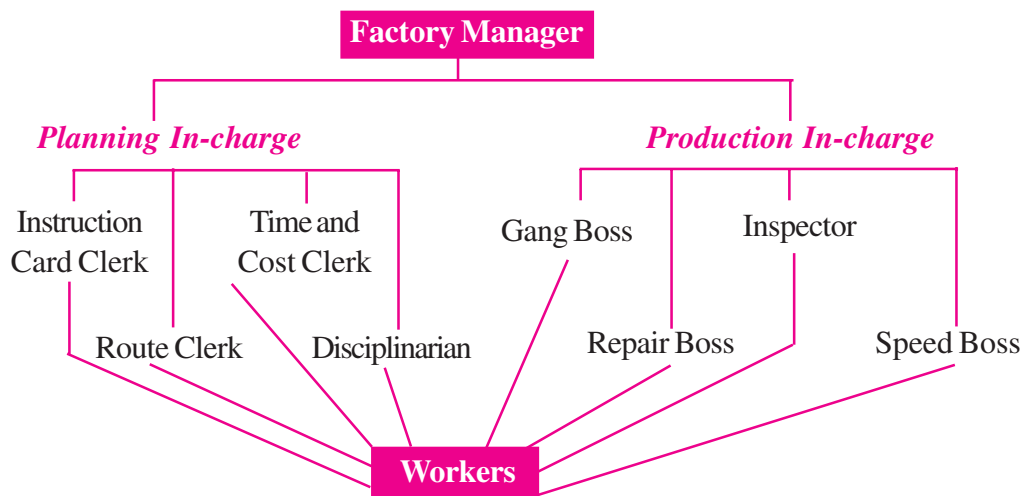 Factory Manager
Planning In-charge
Production In-charge
Instruction
Card Clerk
Time and
Cost Clerk
Gang Boss
Inspector
Route Clerk
Disciplinarian
Repair Boss
Speed Boss
Workers